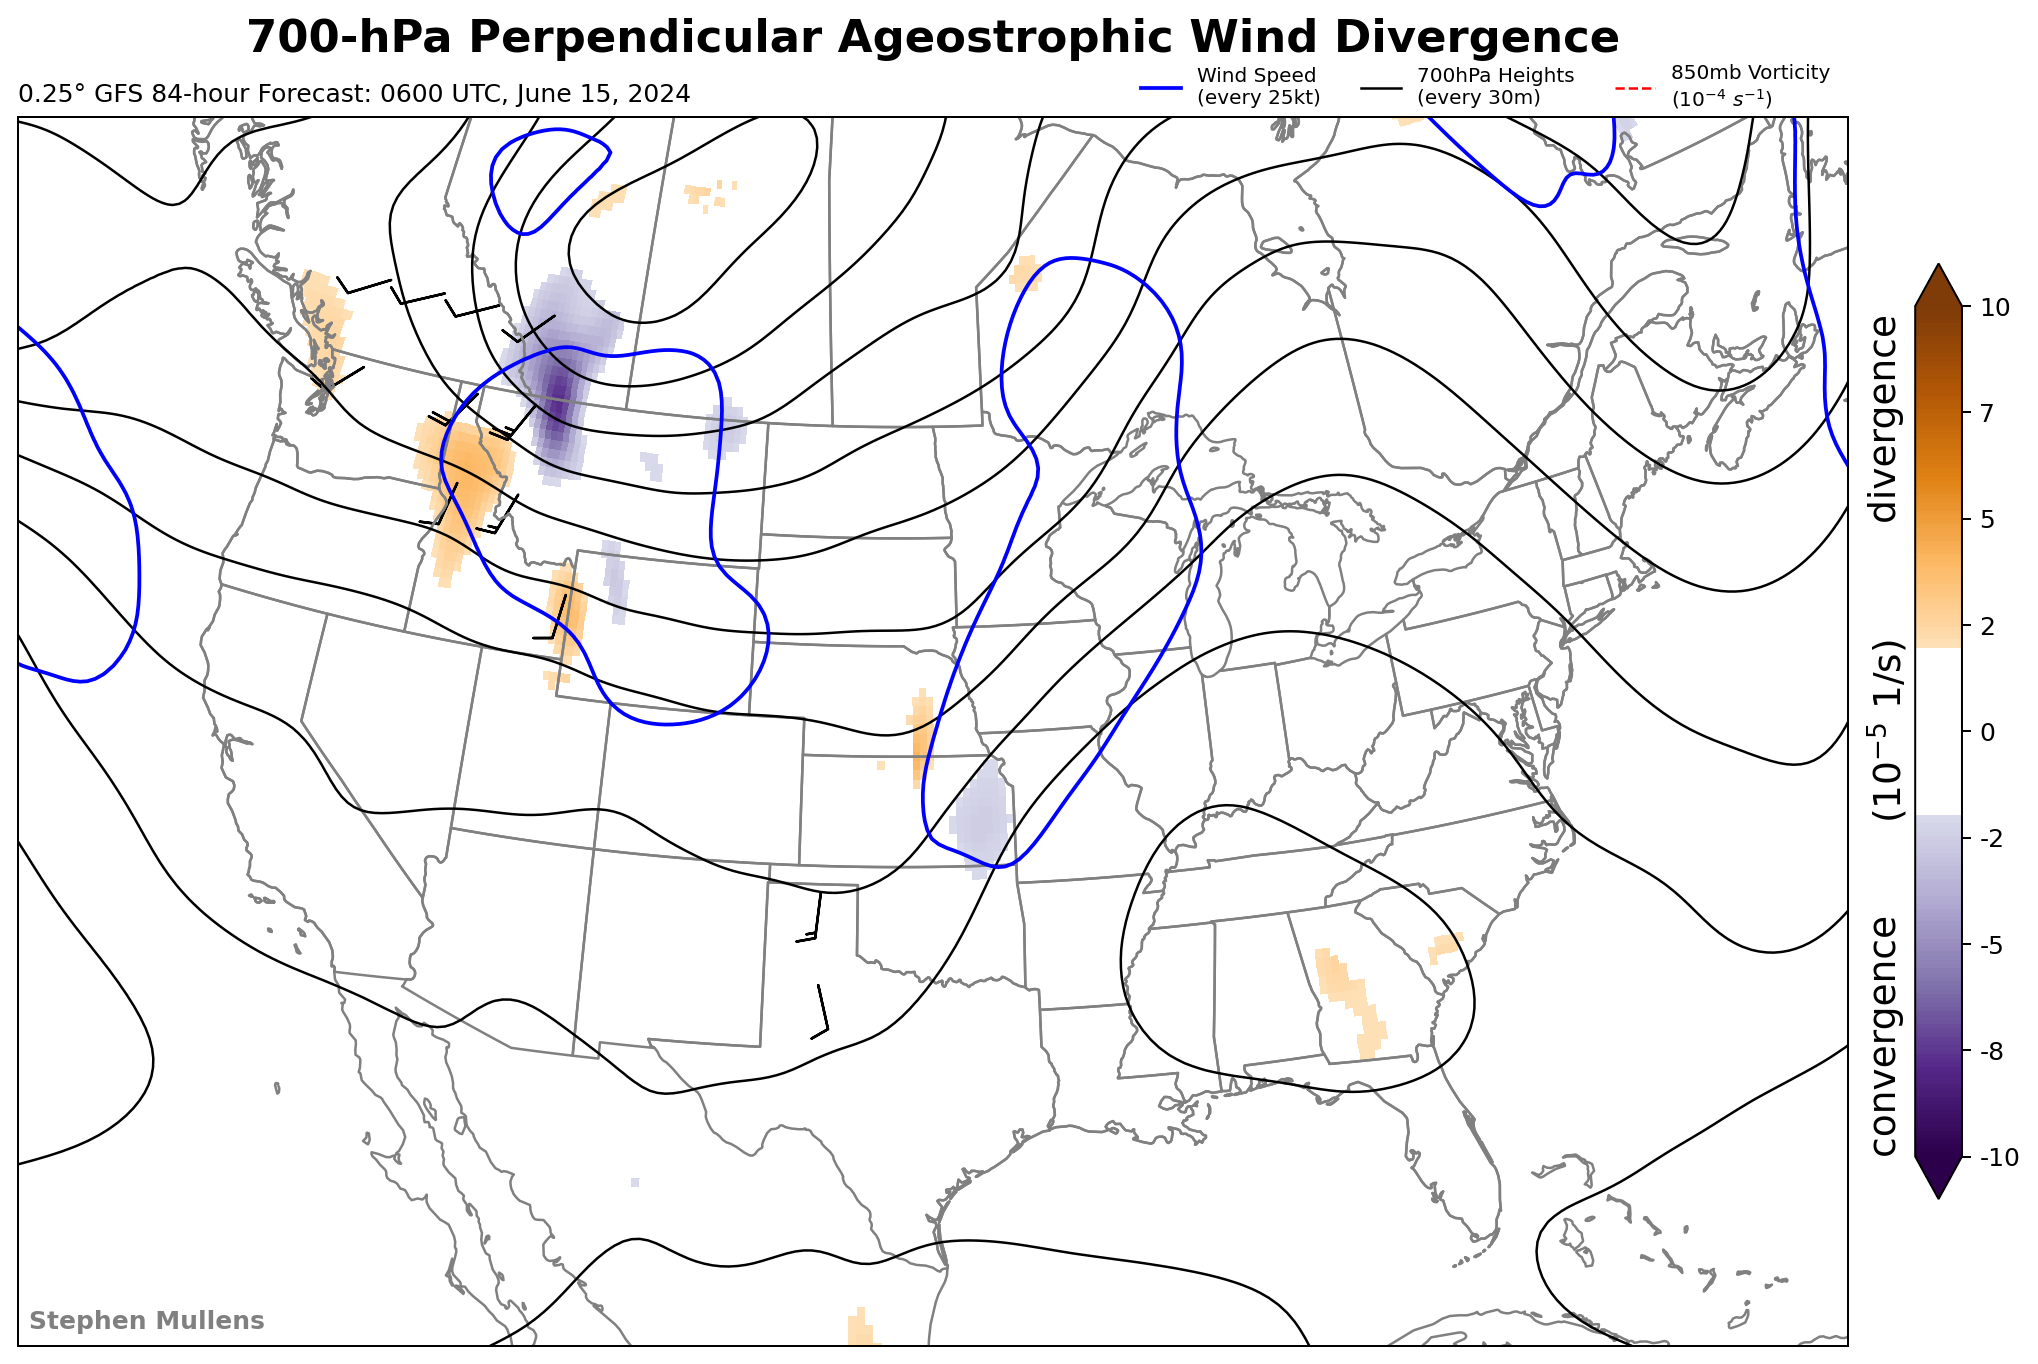 700-hPa Perpendicular Ageostrophic Wind Divergence
0.25° GFS 84-hour Forecast: 0600 UTC, June 15, 2024
Wind Speed
(every 25kt)
700hPa Heights
(every 30m)
850mb Vorticity
(10⁻⁴ s⁻¹)
10
7
5
2
0
-2
-5
-8
-10
convergence (10⁻⁵ 1/s) divergence
Stephen Mullens